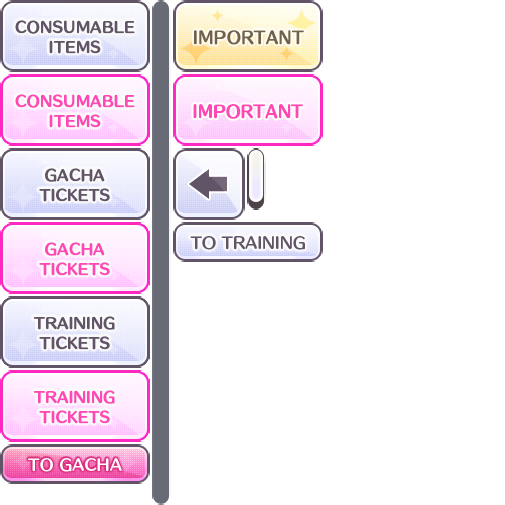 CONSUMABLE
ITEMS
CONSUMABLE
ITEMS
GACHA
TICKETS
GACHA
TICKETS
TRAINING
TICKETS
TRAINING
TICKETS
TO GACHA
IMPORTANT
IMPORTANT
TO TRAINING